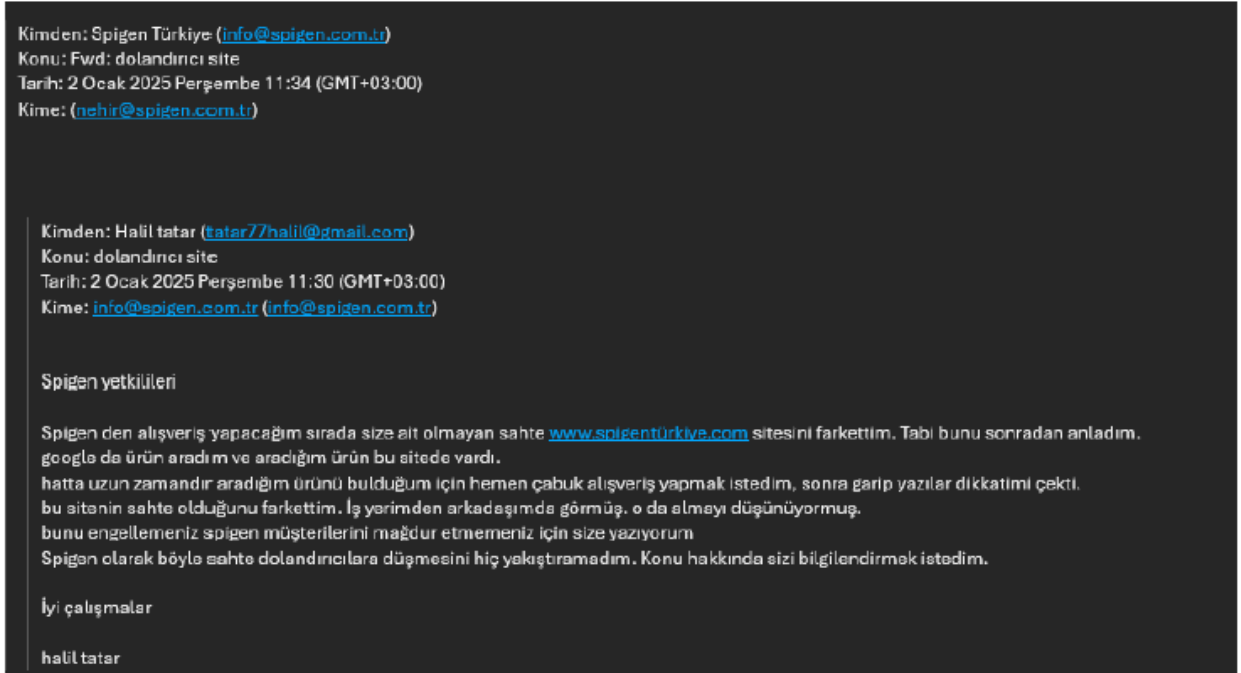 Kimden: Spigen Türkiye (info@spigen.com.tr)
Konu: Fwd: dolandırıcı site
Tarih: 2 Ocak 2025 Perşembe 11:34 (GMT+03:00)
Kime: (nehir@spigen.com.tr)
Kimden: Halil tatar (tatar77halil@gmail.com)
Konu: dolandırıcı site
Tarih: 2 Ocak 2025 Perşembe 11:30 (GMT+03:00)
Kime: info@spigen.com.tr (info@spigen.com.tr)
Spigen yetkilileri
Spigen den alışveriş yapacağım sırada size ait olmayan sahte www.spigentürkiye.com sitesini farkettim. Tabi bunu sonradan anladım.
google da ürün aradım ve aradığım ürün bu sitede vardı.
hatta uzun zamandır aradığım ürünü bulduğum için hemen çabuk alışveriş yapmak istedim, sonra garip yazılar dikkatimi çekti.
bu sitenin sahte olduğunu farkettim. İş yerimden arkadaşımda görmüş. o da almayı düşünüyormuş.
bunu engellemeniz spigen müşterilerini mağdur etmemeniz için size yazıyorum
Spigen olarak böyle sahte dolandırıcılara düşmesini hiç yakıştıramadım. Konu hakkında sizi bilgilendirmek istedim.
İyi çalışmalar
halil tatar